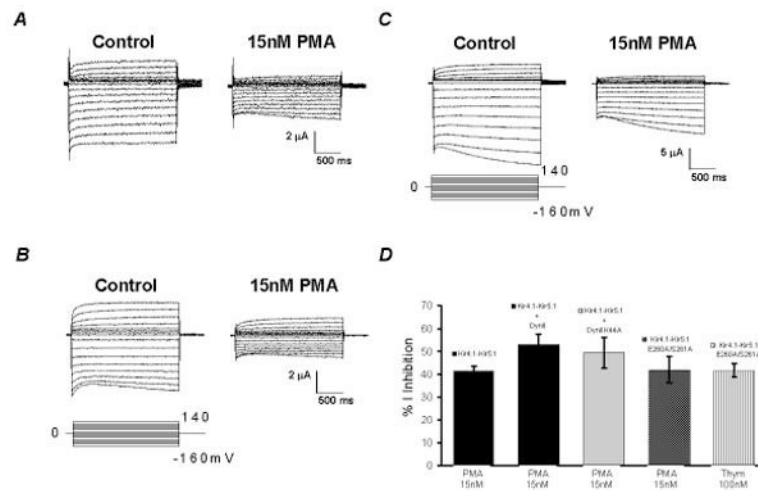 A
Control
15nM PMA
2 µA
500 ms
B
Control
15nM PMA
2 µA
500 ms
0
140
-160mV
C
Control
15nM PMA
5 µA
500 ms
0
140
-160mV
D
% I Inhibition
70
60
50
40
30
20
10
0
Kir4.1-Kir5.1
Kir4.1-Kir5.1
+
DynII
Kir4.1-Kir5.1
+
DynII K44A
Kir4.1-Kir5.1
E260A/S261A
Kir4.1-Kir5.1
E260A/S261A
PMA
15nM
PMA
15nM
PMA
15nM
PMA
15nM
Thym
100nM